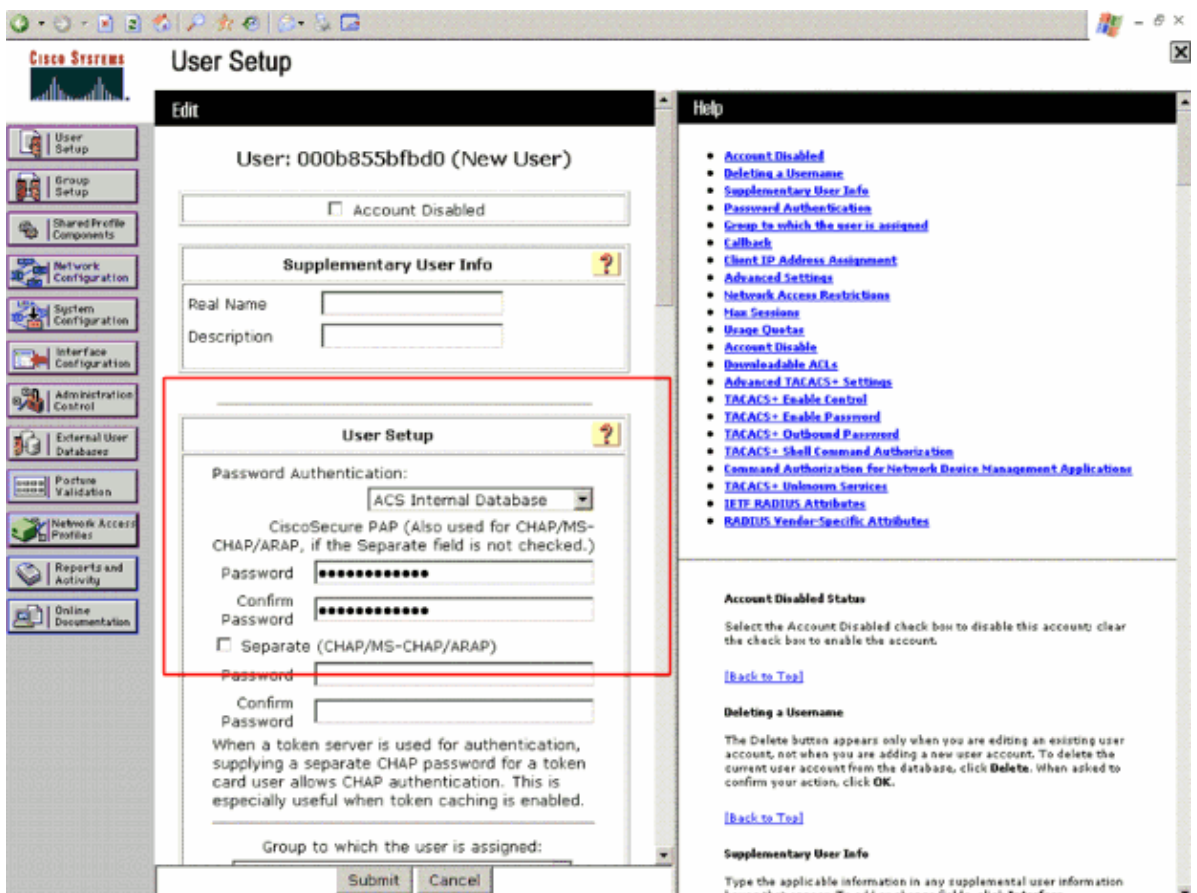 Cisco Systems
User Setup
User
Setup
Group
Setup
Shared Profile
Components
Network
Configuration
System
Configuration
Interface
Configuration
Administration
Control
External User
Databases
Posture
Validation
Network Access
Profiles
Reports and
Activity
Online
Documentation
Edit
User: 000b855bfbd0 (New User)
Account Disabled
Supplementary User Info
Real Name
Description
User Setup
Password Authentication:
ACS Internal Database
CiscoSecure PAP (Also used for CHAP/MS-
CHAP/ARAP, if the Separate field is not checked.)
Password ●●●●●●●●●●●●
Confirm
Password ●●●●●●●●●●●●
Separate (CHAP/MS-CHAP/ARAP)
Password
Confirm
Password
When a token server is used for authentication,
supplying a separate CHAP password for a token
card user allows CHAP authentication. This is
especially useful when token caching is enabled.
Group to which the user is assigned:
Submit Cancel
Help
Account Disabled
Deleting a Username
Supplementary User Info
Password Authentication
Group to which the user is assigned
Callback
Client IP Address Assignment
Advanced Settings
Network Access Restrictions
Max Sessions
Usage Quotas
Account Disable
Downloadable ACLs
Advanced TACACS+ Settings
TACACS+ Enable Control
TACACS+ Enable Password
TACACS+ Outbound Password
TACACS+ Shell Command Authorization
Command Authorization for Network Device Management Applications
TACACS+ Unknown Services
IETF RADIUS Attributes
RADIUS Vendor-Specific Attributes
Account Disabled Status
Select the Account Disabled check box to disable this account; clear
the check box to enable the account.
[Back to Top]
Deleting a Username
The Delete button appears only when you are editing an existing user
account, not when you are adding a new user account. To delete the
current user account from the database, click Delete. When asked to
confirm your action, click OK.
[Back to Top]
Supplementary User Info
Type the applicable information in any supplemental user information